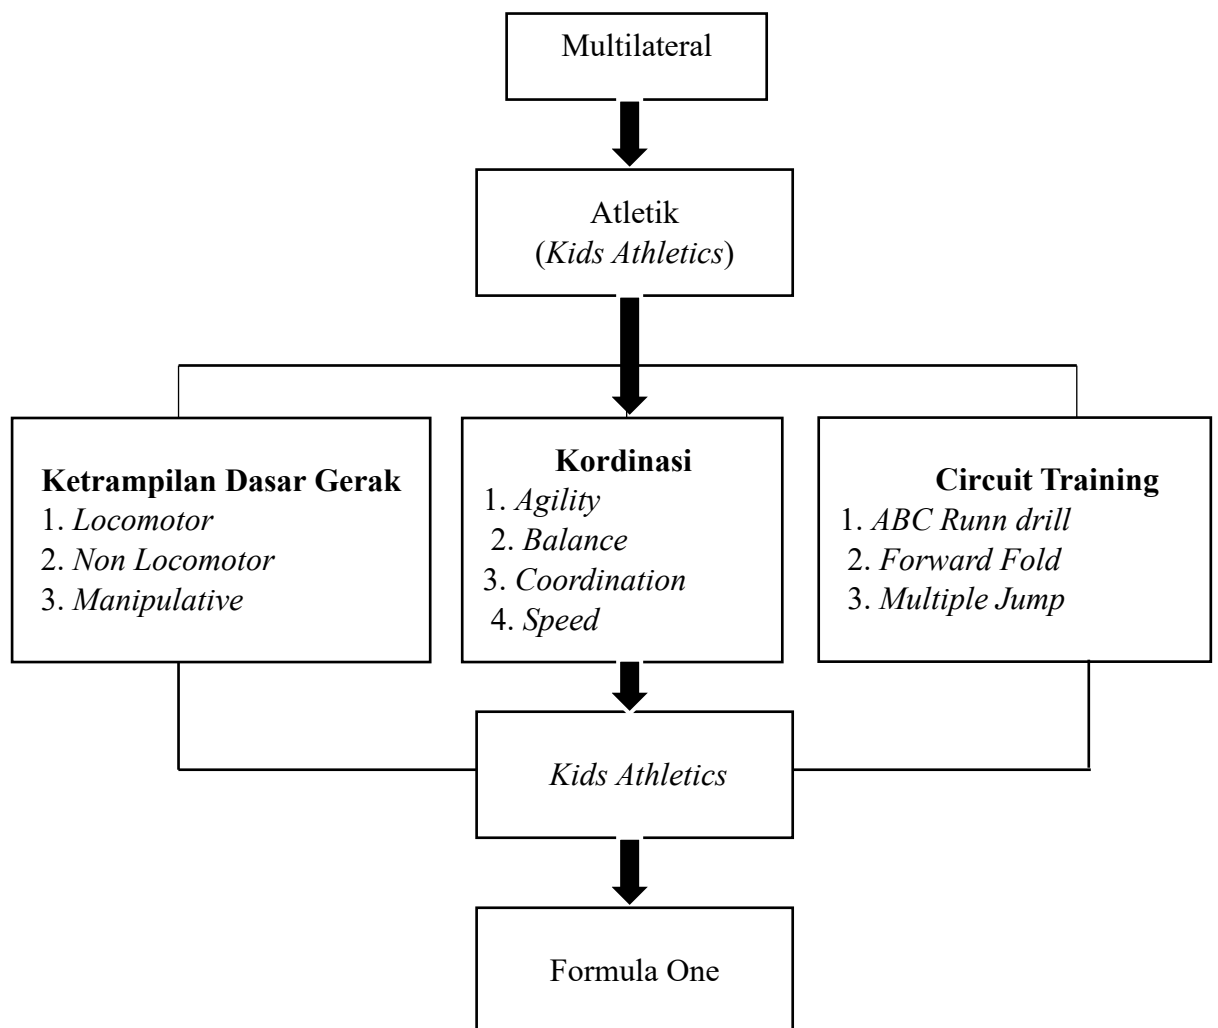 Multilateral
Atletik
(Kids Athletics)
Ketrampilan Dasar Gerak
1. Locomotor
2. Non Locomotor
3. Manipulative
Kordinasi
1. Agility
2. Balance
3. Coordination
4. Speed
Circuit Training
1. ABC Runn drill
2. Forward Fold
3. Multiple Jump
Kids Athletics
Formula One